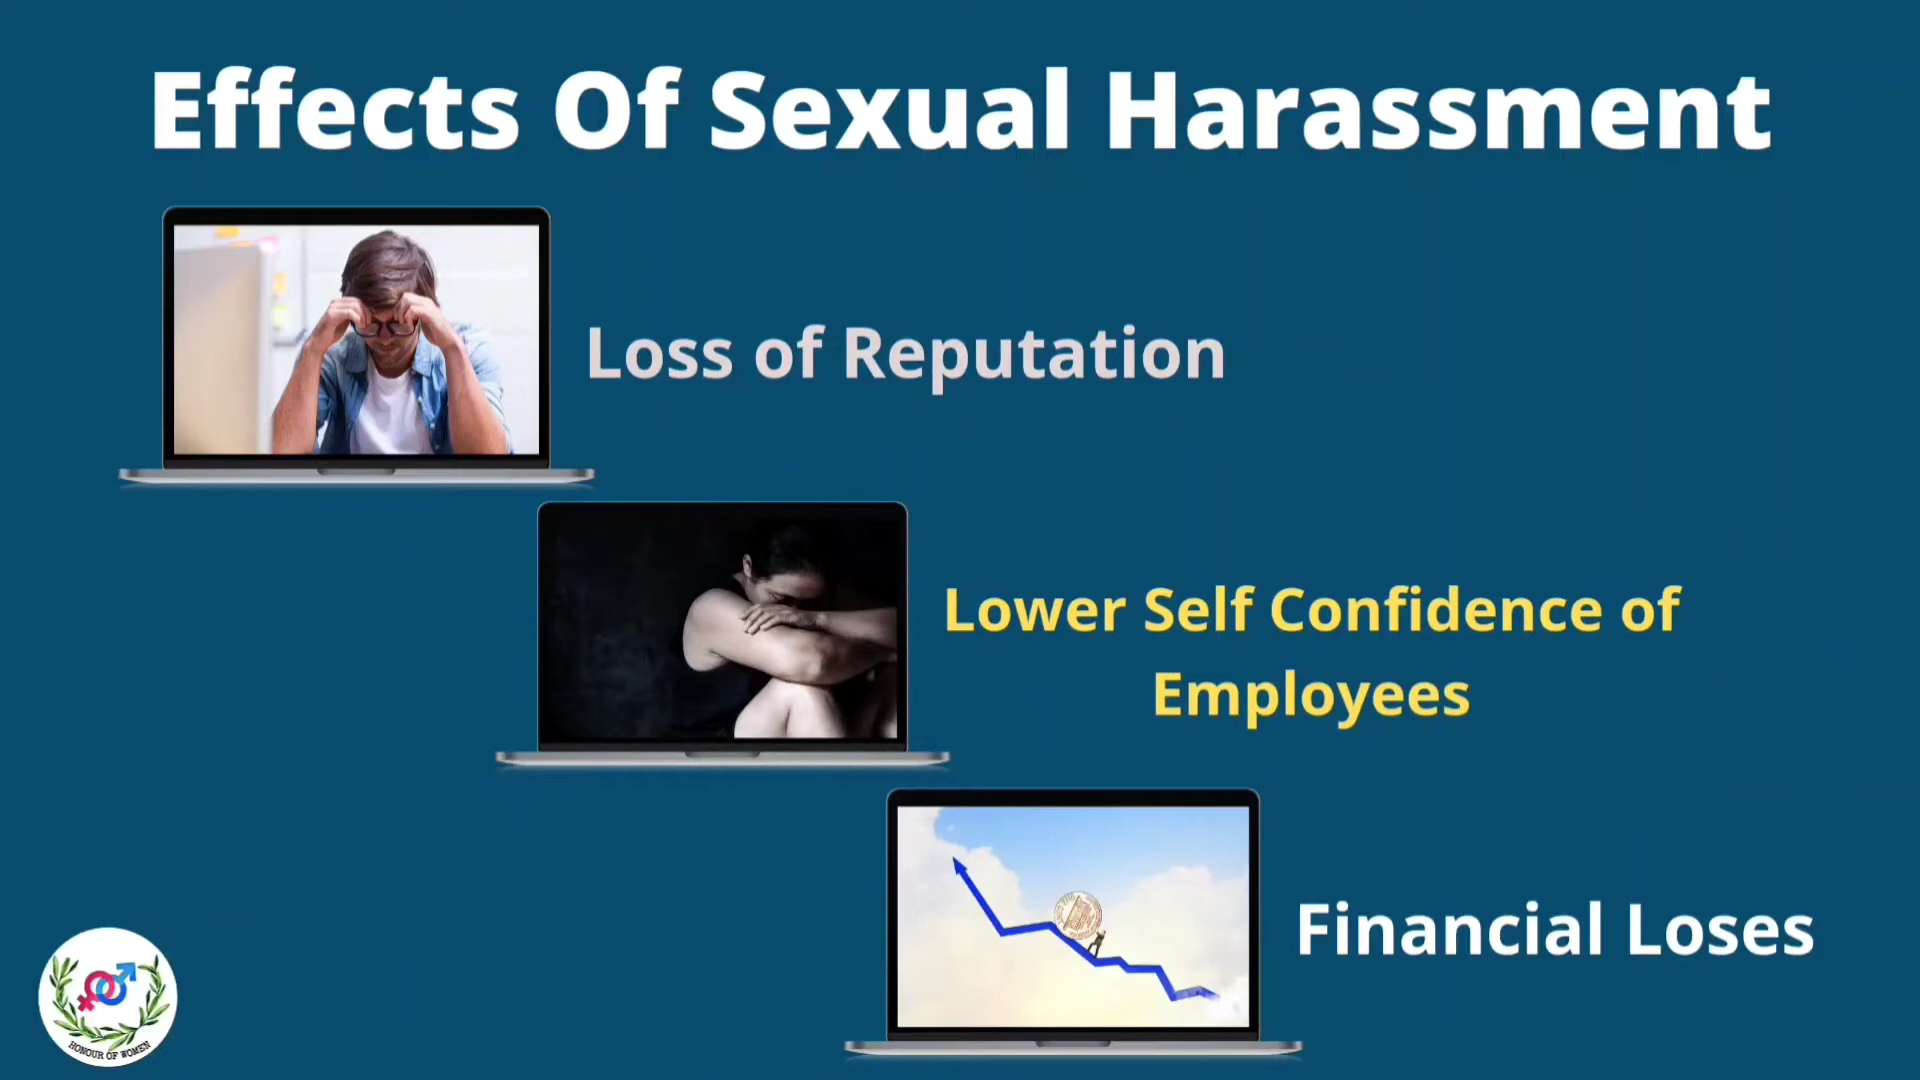 Effects Of Sexual Harassment
Loss of Reputation
Lower Self Confidence of
Employees
Financial Loses
HONOUR OF WOMEN